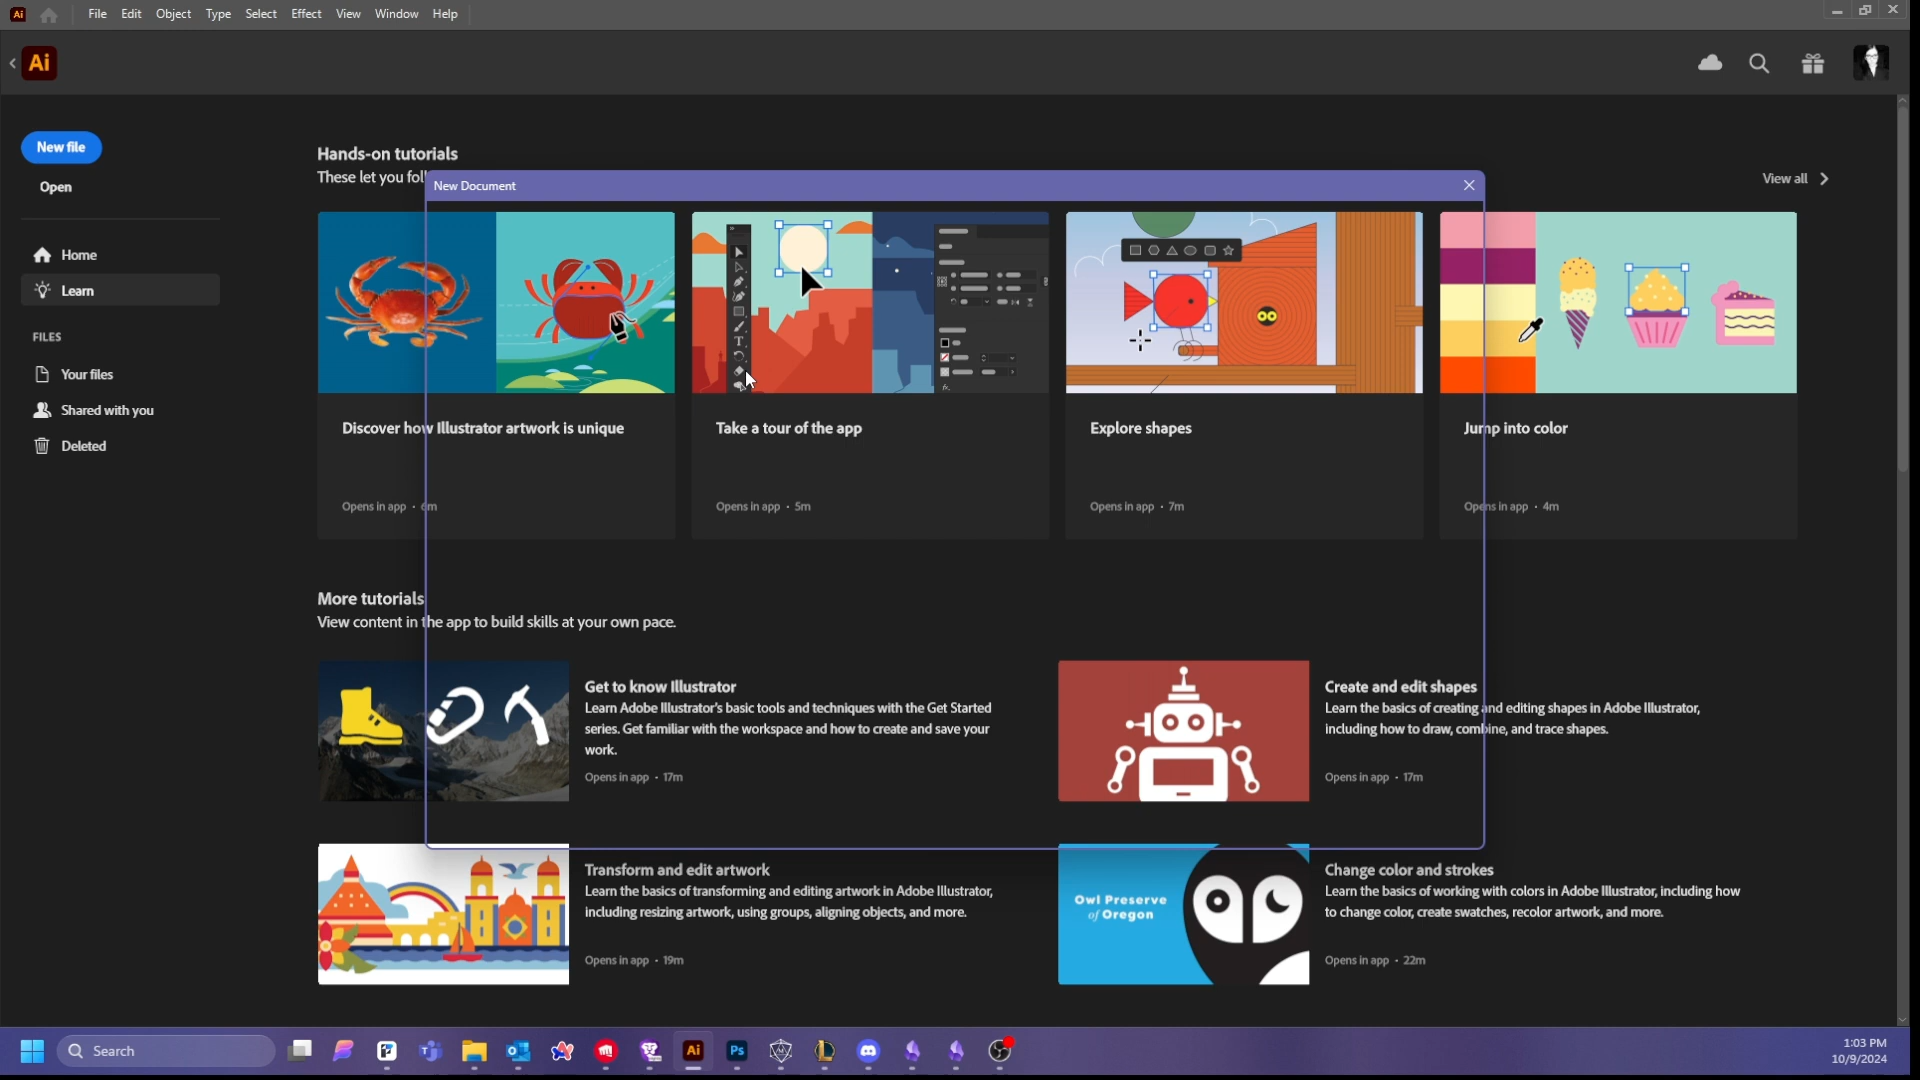 Ai File Edit Object Type Select Effect View Window Help
Ai
New file
Open
Home
Learn
FILES
Your files
Shared with you
Deleted
Hands-on tutorials
These let you foll
View all
New Document
Discover how Illustrator artwork is unique
Opens in app · 6m
T
fx.
Take a tour of the app
Opens in app · 5m
Explore shapes
Opens in app · 7m
Jump into color
Opens in app · 4m
More tutorials
View content in the app to build skills at your own pace.
Get to know Illustrator
Learn Adobe Illustrator's basic tools and techniques with the Get Started
series. Get familiar with the workspace and how to create and save your
work.
Opens in app · 17m
Create and edit shapes
Learn the basics of creating and editing shapes in Adobe Illustrator,
including how to draw, combine, and trace shapes.
Opens in app · 17m
Transform and edit artwork
Learn the basics of transforming and editing artwork in Adobe Illustrator,
including resizing artwork, using groups, aligning objects, and more.
Opens in app · 19m
Owl Preserve
of Oregon
Change color and strokes
Learn the basics of working with colors in Adobe Illustrator, including how
to change color, create swatches, recolor artwork, and more.
Opens in app · 22m
Search
Ai
Ps
1:03 PM
10/9/2024